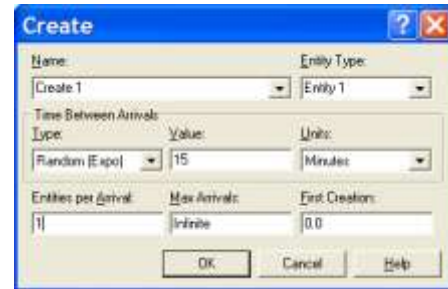 Create
Name: Entity Type:
Create 1 Entity 1
Time Between Arrivals
Type: Value: Units:
Random (Expo) 15 Minutes
Entities per Arrival: Max Arrivals: First Creation:
1 Infinite 0.0
OK Cancel Help